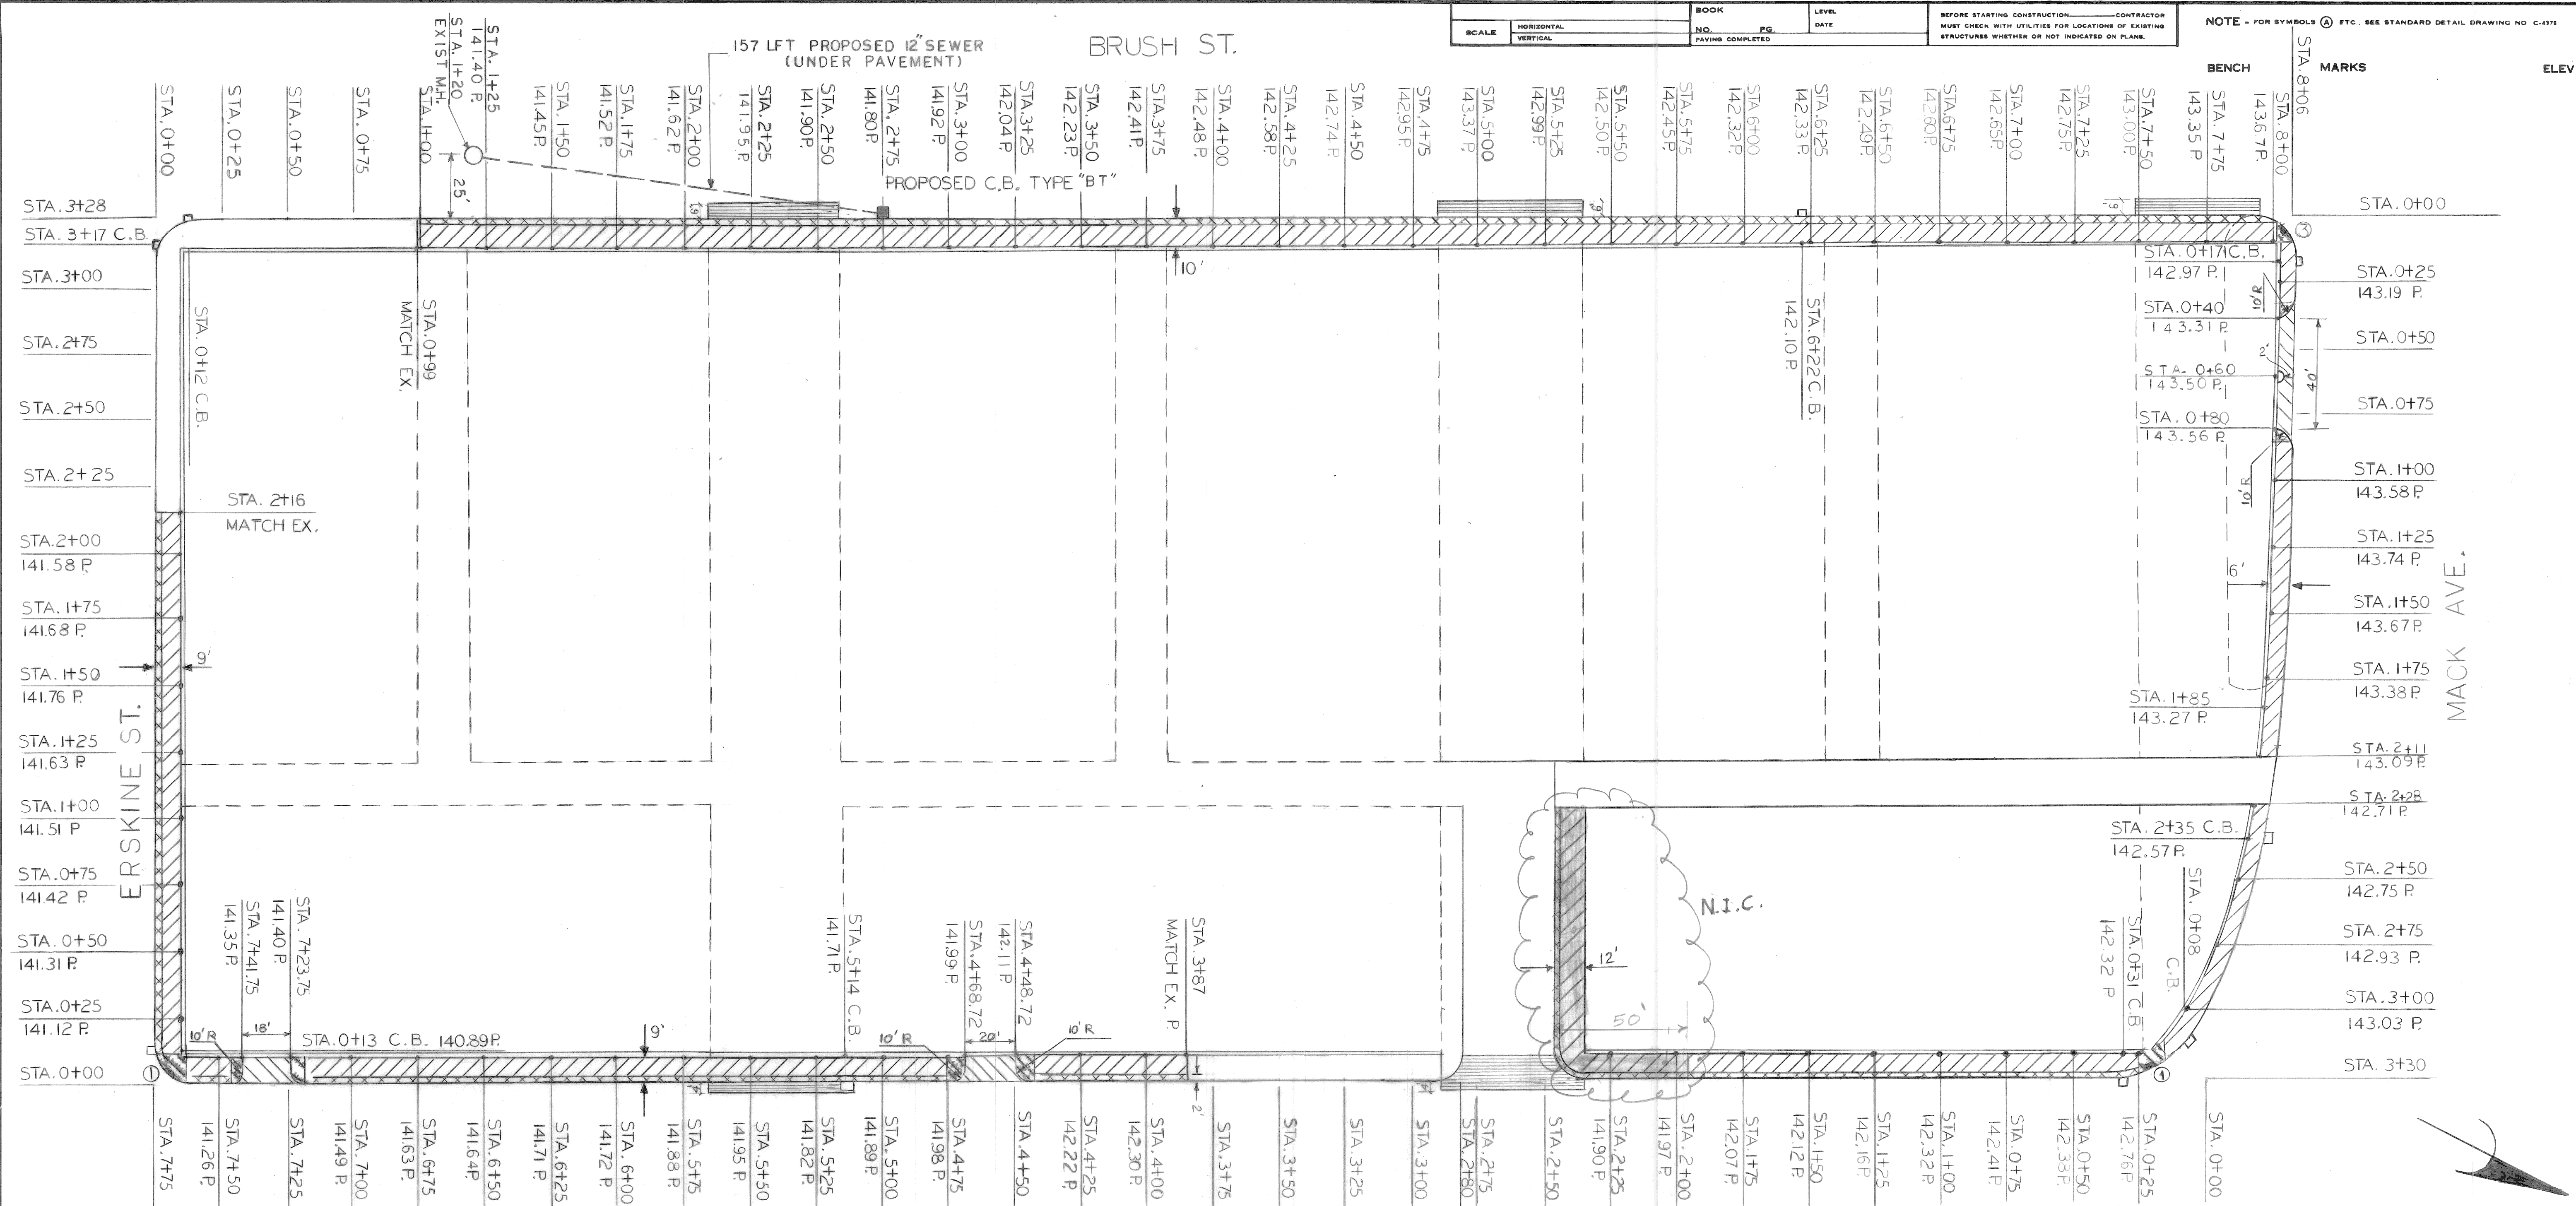 SCALE
HORIZONTAL
VERTICAL
BOOK
NO. PG.
PAVING COMPLETED
LEVEL
DATE
BEFORE STARTING CONSTRUCTION CONTRACTOR
MUST CHECK WITH UTILITIES FOR LOCATIONS OF EXISTING
STRUCTURES WHETHER OR NOT INDICATED ON PLANS.
NOTE - FOR SYMBOLS Ⓐ ETC. SEE STANDARD DETAIL DRAWING NO C-4378
BENCH MARKS ELEV
BRUSH ST.
157 LFT PROPOSED 12" SEWER
(UNDER PAVEMENT)
PROPOSED C.B. TYPE "BT"
STA. 0+00
STA. 0+25
STA. 0+50
STA. 0+75
STA. 1+00
EXIST M.H.
STA. 1+20
141.40 P.
STA. 1+25
25'
141.45 P.
STA. 1+50
141.52 P.
STA. 1+75
141.62 P.
STA. 2+00
141.95 P.
STA. 2+25
141.90 P.
STA. 2+50
141.80 P.
STA. 2+75
141.92 P.
STA. 3+00
142.04 P.
STA. 3+25
142.23 P.
STA. 3+50
142.41 P.
STA. 3+75
142.48 P.
STA. 4+00
142.58 P.
STA. 4+25
142.74 P.
STA. 4+50
142.95 P.
STA. 4+75
143.37 P.
STA. 5+00
142.99 P.
STA. 5+25
142.50 P.
STA. 5+50
142.45 P.
STA. 5+75
142.32 P.
STA. 6+00
142.33 P.
STA. 6+25
142.49 P.
STA. 6+50
142.60 P.
STA. 6+75
142.65 P.
STA. 7+00
142.75 P.
STA. 7+25
143.00 P.
STA. 7+50
143.35 P.
STA. 7+75
143.67 P.
STA. 8+00
STA. 8+06
6'
6'
6'
10'
STA. 3+28
STA. 3+17 C.B.
STA. 3+00
STA. 2+75
STA. 2+50
STA. 2+25
STA. 2+00
141.58 P.
STA. 1+75
141.68 P.
STA. 1+50
141.76 P.
STA. 1+25
141.63 P.
STA. 1+00
141.51 P
STA. 0+75
141.42 P.
STA. 0+50
141.31 P.
STA. 0+25
141.12 P.
STA. 0+00
ERSKINE ST.
9'
STA. 0+12 C.B.
STA. 2+16
MATCH EX.
STA. 0+99
MATCH EX.
STA. 6+22 C.B.
142.10 P.
STA. 0+17 C.B.
142.97 P.
STA. 0+40
143.31 P.
STA. 0+60
143.50 P.
STA. 0+80
143.56 P.
10'R
10'R
2'
40'
6'
STA. 1+85
143.27 P.
STA. 2+35 C.B.
142.57 P.
STA. 0+08
C.B.
STA. 0+31 C.B
142.32 P
③
STA. 0+00
STA. 0+25
143.19 P.
STA. 0+50
STA. 0+75
STA. 1+00
143.58 P.
STA. 1+25
143.74 P.
STA. 1+50
143.67 P.
STA. 1+75
143.38 P.
STA. 2+11
143.09 P.
STA. 2+28
142.71 P.
STA. 2+50
142.75 P.
STA. 2+75
142.93 P.
STA. 3+00
143.03 P.
STA. 3+30
MACK AVE.
N.I.C.
12'
50'
141.35 P.
STA. 7+41.75
141.40 P.
STA. 7+23.75
10'R
18'
STA. 0+13 C.B. 140.89 P.
9'
141.71 P.
STA. 5+14 C.B.
141.99 P.
STA. 4+68.72
142.11 P.
STA. 4+48.72
10'R
20'
10'R
MATCH EX. P.
STA. 3+87
2'
①
①
STA. 7+75
141.26 P.
STA. 7+50
STA. 7+25
141.49 P.
STA. 7+00
141.63 P.
STA. 6+75
141.64 P.
STA. 6+50
141.71 P.
STA. 6+25
141.72 P.
STA. 6+00
141.88 P.
STA. 5+75
141.95 P.
STA. 5+50
141.82 P.
STA. 5+25
141.89 P.
STA. 5+00
141.98 P.
STA. 4+75
STA. 4+50
142.22 P.
STA. 4+25
142.30 P.
STA. 4+00
STA. 3+75
STA. 3+50
STA. 3+25
STA. 3+00
STA. 2+80
STA. 2+75
STA. 2+50
141.90 P.
STA. 2+25
141.97 P.
STA. 2+00
142.07 P.
STA. 1+75
142.12 P.
STA. 1+50
142.16 P.
STA. 1+25
142.32 P.
STA. 1+00
142.41 P.
STA. 0+75
142.33 P.
STA. 0+50
142.76 P.
STA. 0+25
STA. 0+00